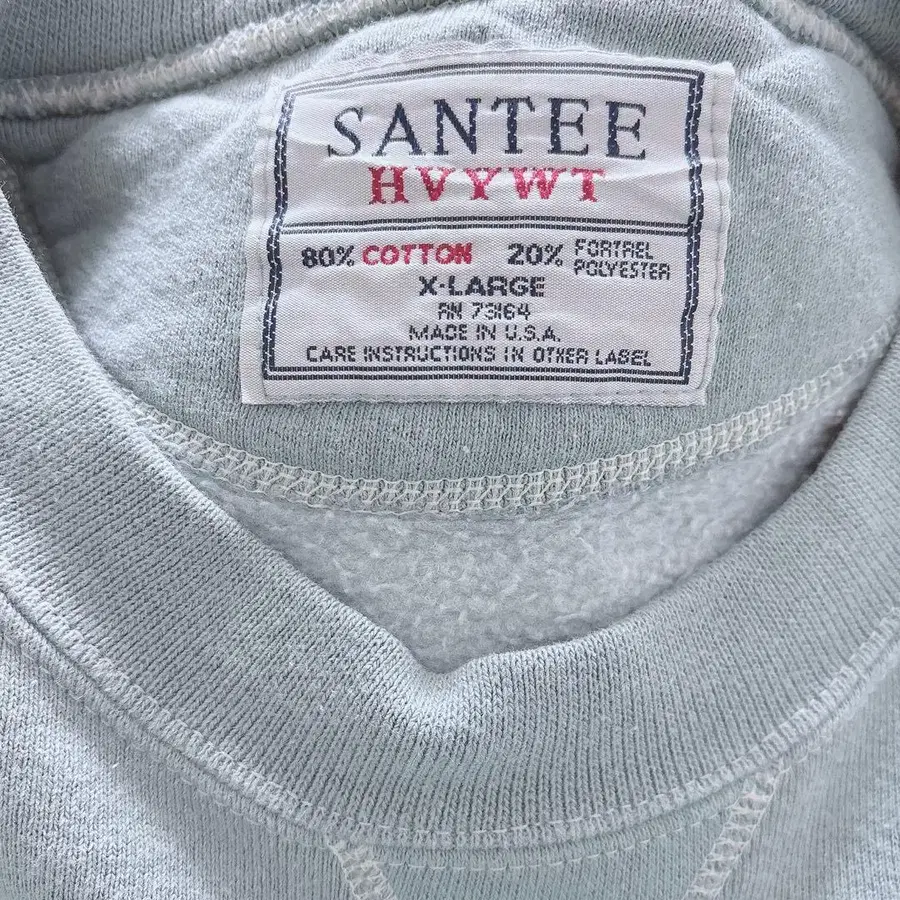 SANTEE
HVYWT
80% COTTON 20% FORTREL POLYESTER
X-LARGE
RN 73164
MADE IN U.S.A.
CARE INSTRUCTIONS IN OTHER LABEL